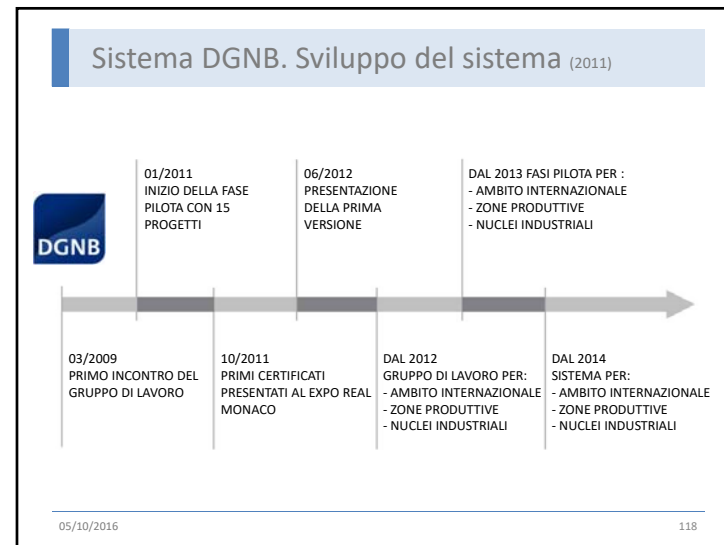 Sistema DGNB. Sviluppo del sistema (2011)
01/2011
INIZIO DELLA FASE
PILOTA CON 15
PROGETTI
06/2012
PRESENTAZIONE
DELLA PRIMA
VERSIONE
DAL 2013 FASI PILOTA PER :
- AMBITO INTERNAZIONALE
- ZONE PRODUTTIVE
- NUCLEI INDUSTRIALI
DGNB
03/2009
PRIMO INCONTRO DEL
GRUPPO DI LAVORO
10/2011
PRIMI CERTIFICATI
PRESENTATI AL EXPO REAL
MONACO
DAL 2012
GRUPPO DI LAVORO PER:
- AMBITO INTERNAZIONALE
- ZONE PRODUTTIVE
- NUCLEI INDUSTRIALI
DAL 2014
SISTEMA PER:
- AMBITO INTERNAZIONALE
- ZONE PRODUTTIVE
- NUCLEI INDUSTRIALI
05/10/2016
118